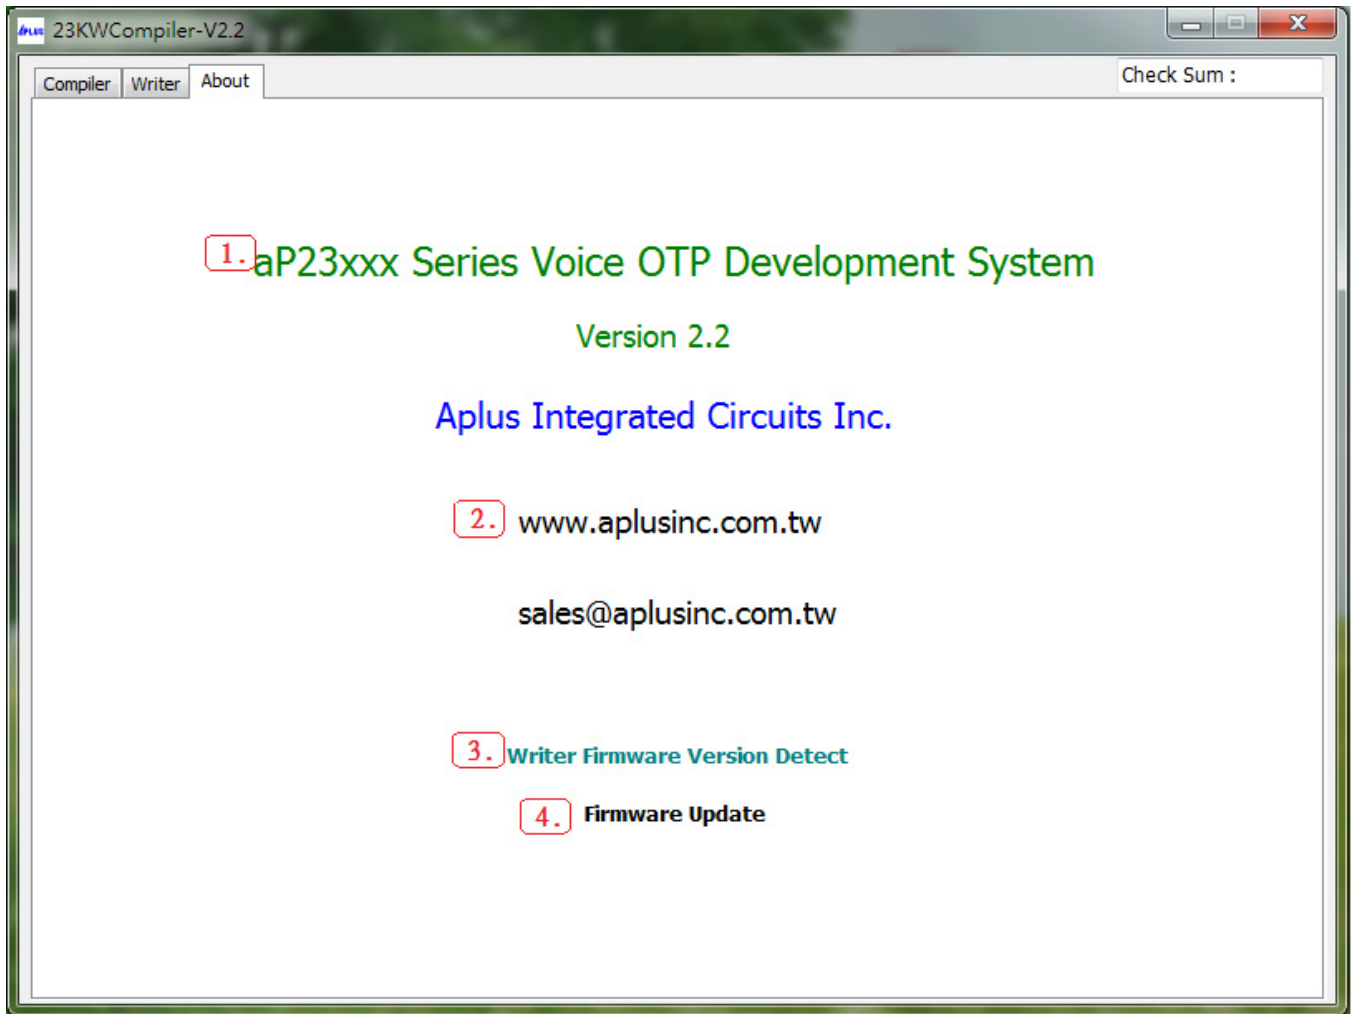 APLUS 23KWCompiler-V2.2
Compiler Writer About Check Sum :
1. aP23xxx Series Voice OTP Development System
Version 2.2
Aplus Integrated Circuits Inc.
2. www.aplusinc.com.tw
sales@aplusinc.com.tw
3. Writer Firmware Version Detect
4. Firmware Update